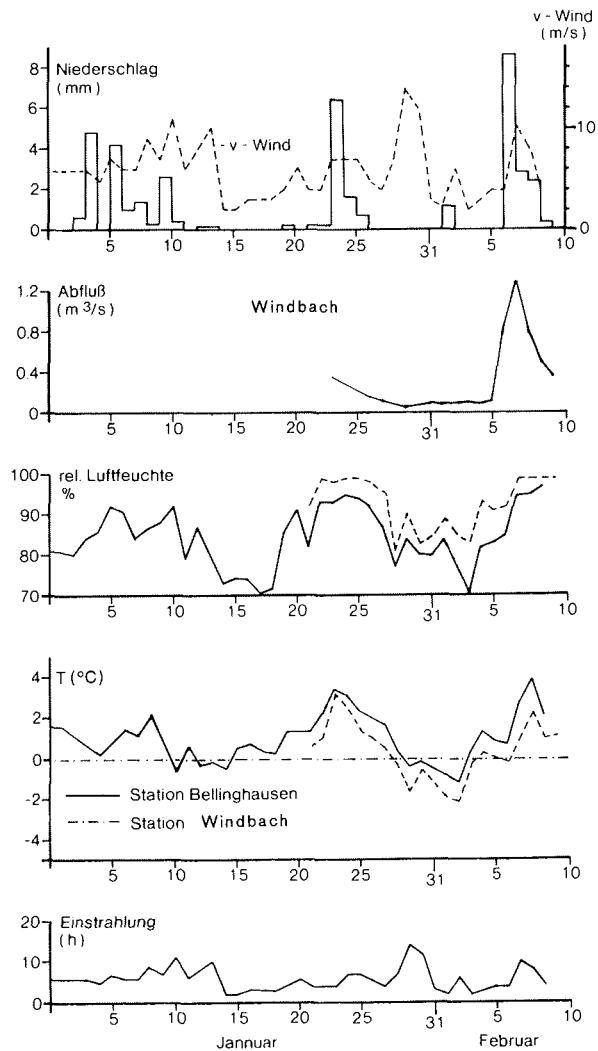 v - Wind
(m/s)
8
Niederschlag
(mm)
6
4
2
0
- v - Wind
10
0
5 10 15 20 25 31 5 10
1.2
Abfluß
(m³/s)
Windbach
0.8
0.4
0
5 10 15 20 25 31 5 10
100
rel. Luftfeuchte
%
90
80
70
5 10 15 20 25 31 5 10
4
T (°C)
2
0
Station Bellinghausen
-2
Station Windbach
-4
5 10 15 20 25 31 5 10
20
Einstrahlung
(h)
10
0
5 10 15 20 25 31 5 10
Jannuar Februar